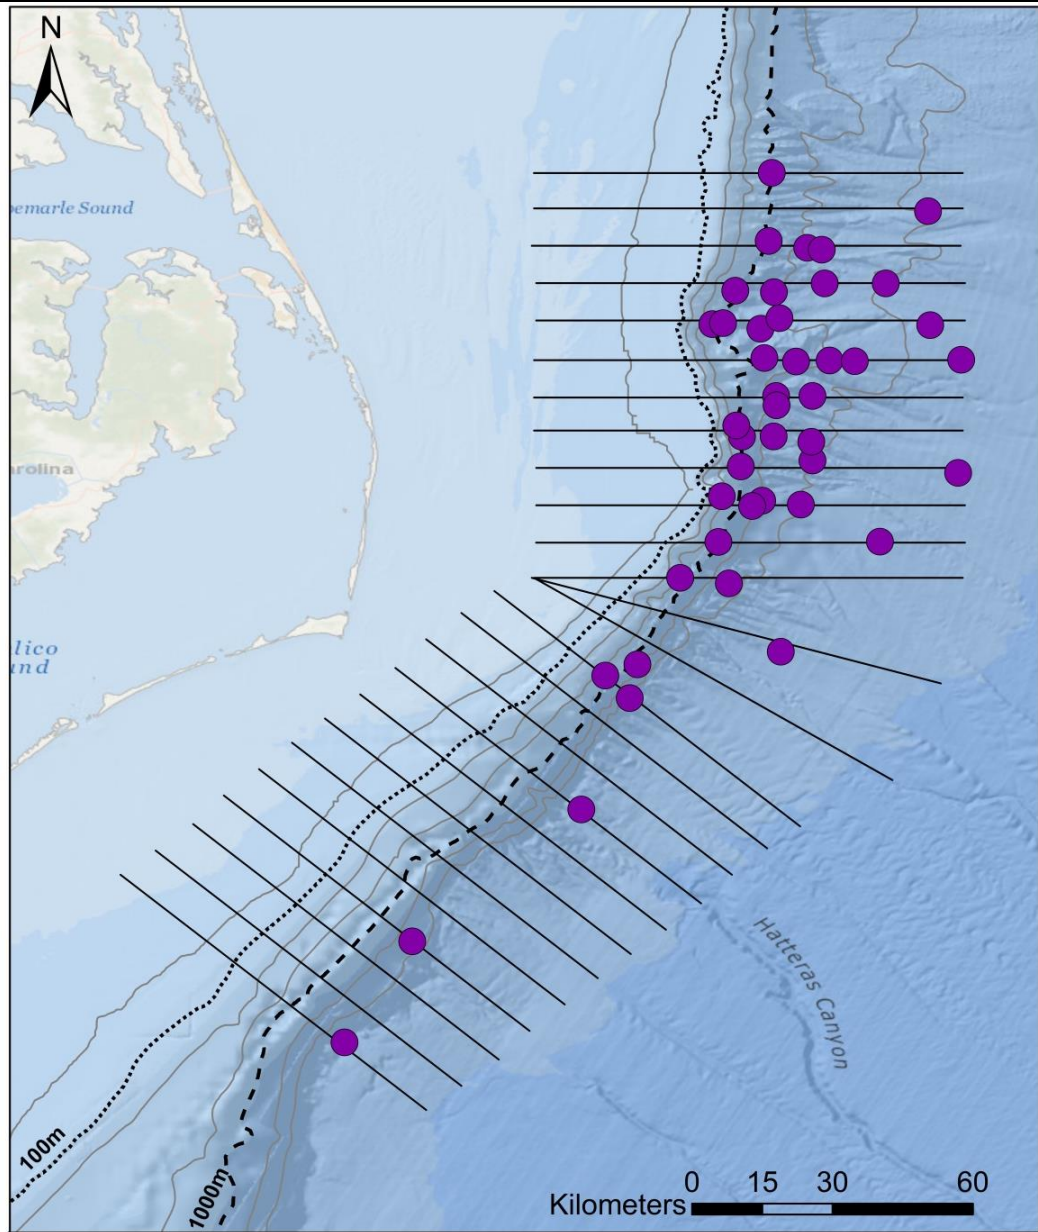 N
emarle Sound
arolina
lico
und
Hatteras Canyon
100m
1000m
Kilometers 0 15 30 60